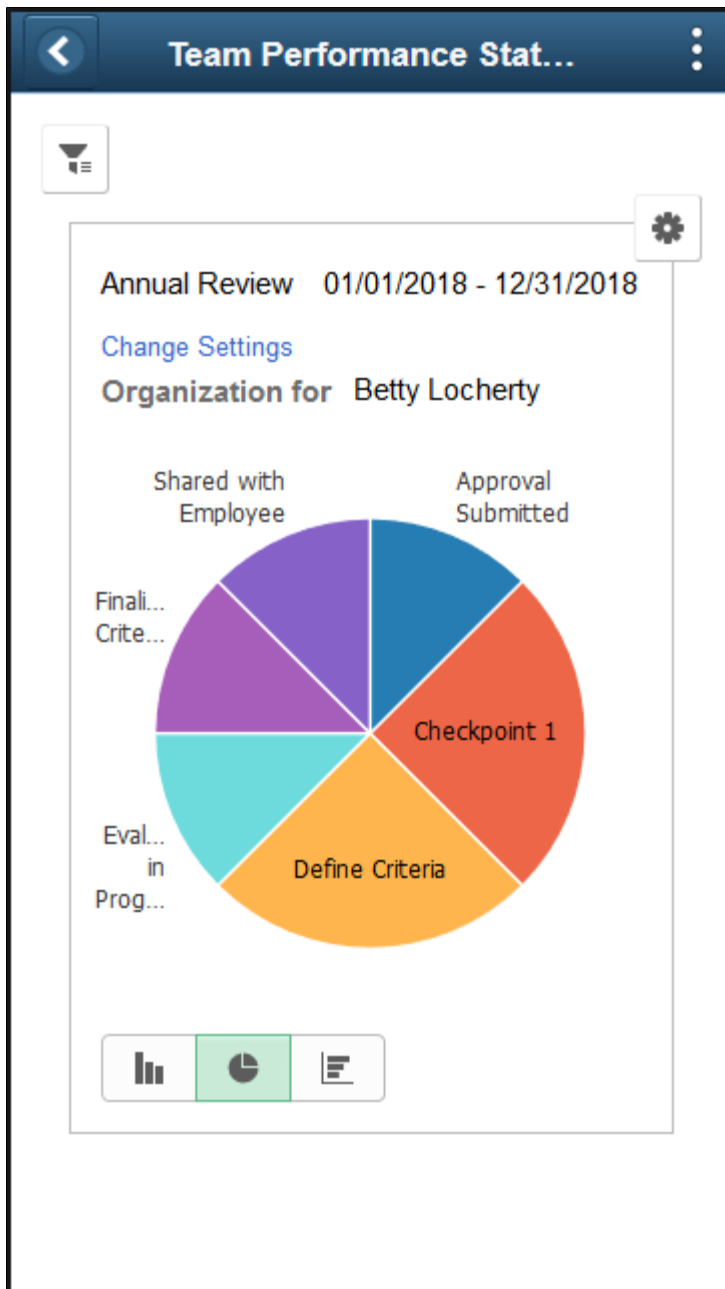 Team Performance Stat...
Annual Review 01/01/2018 - 12/31/2018
Change Settings
Organization for Betty Locherty
Shared with
Employee
Approval
Submitted
Finali...
Crite...
Checkpoint 1
Eval...
in
Prog...
Define Criteria